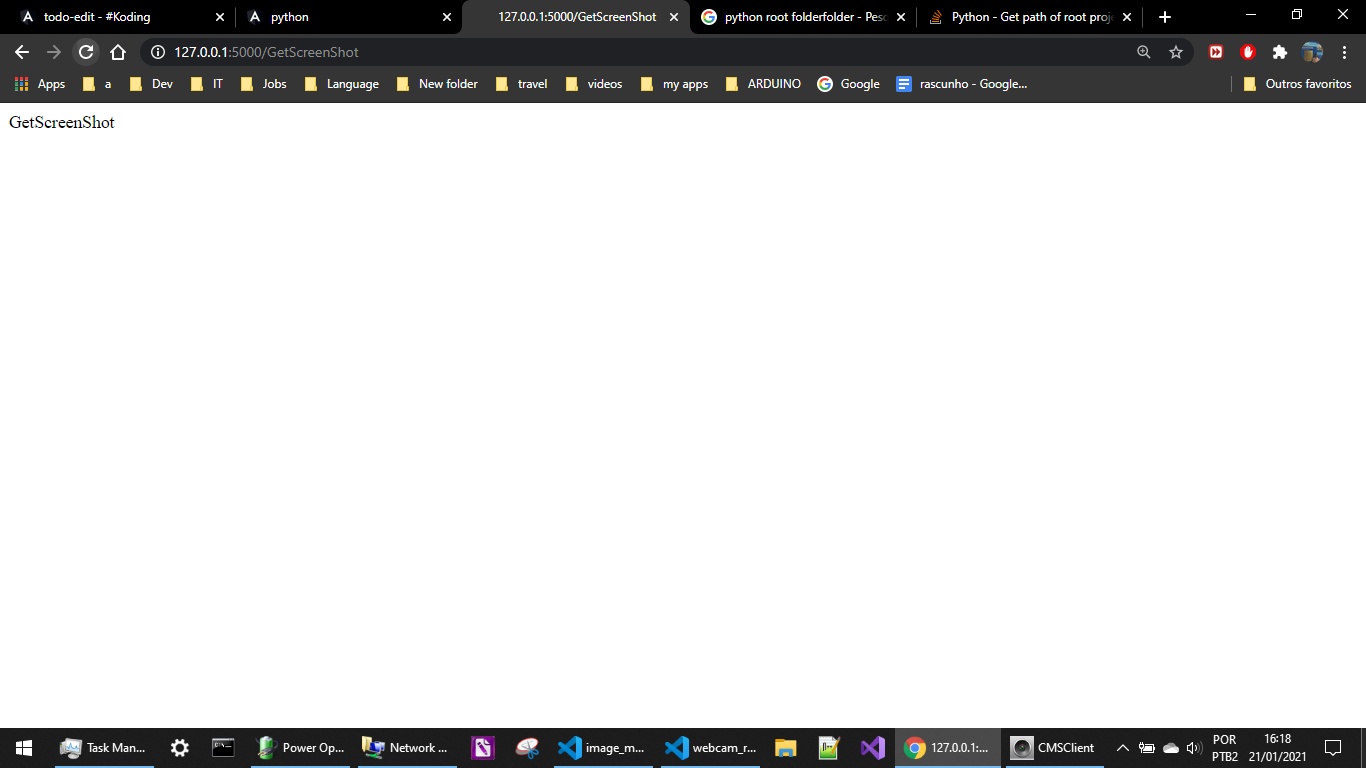 todo-edit - #Koding
python
127.0.0.1:5000/GetScreenShot
python root folderfolder - Pesc
Python - Get path of root proje
127.0.0.1:5000/GetScreenShot
Apps a Dev IT Jobs Language New folder travel videos my apps ARDUINO Google rascunho - Google... Outros favoritos
GetScreenShot
Task Man... Power Op... Network ... image_m... webcam_r... 127.0.0.1:... CMSClient
POR 16:18
PTB2 21/01/2021